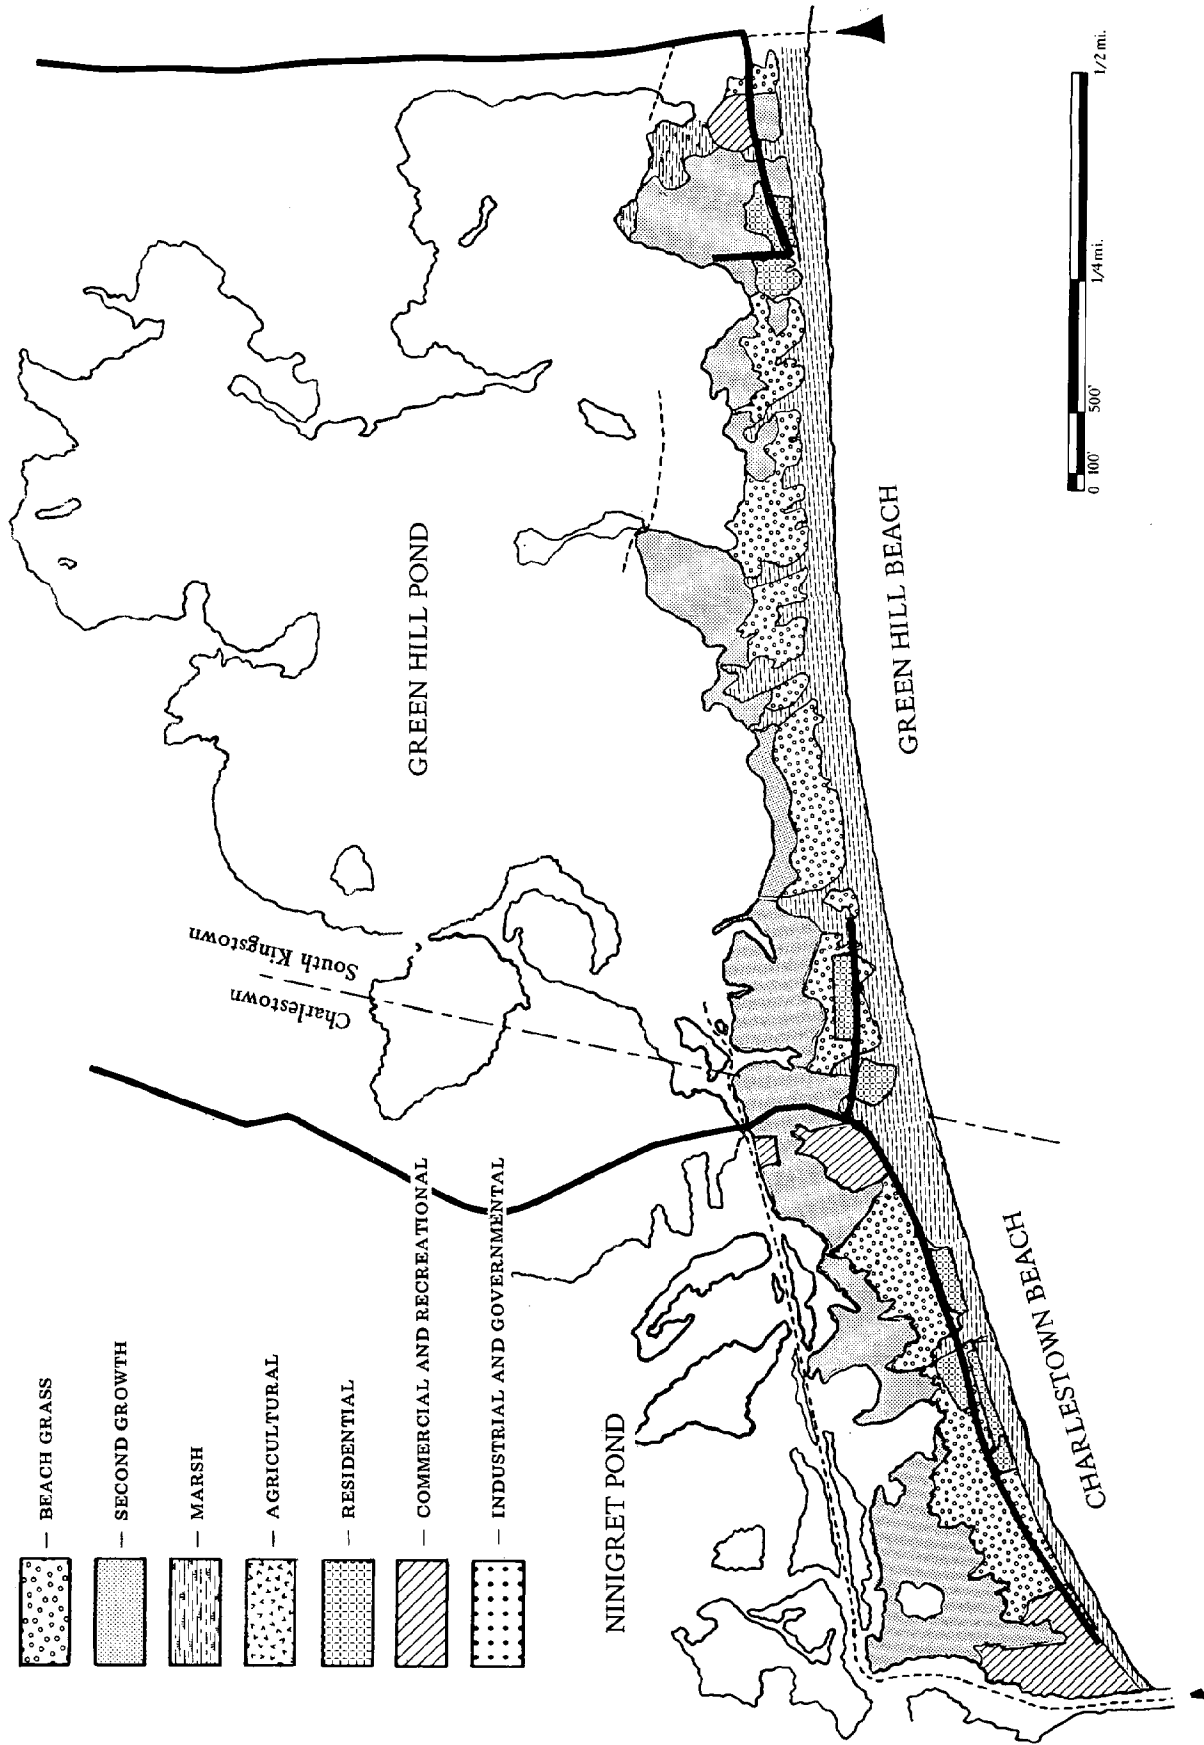 — BEACH GRASS
— SECOND GROWTH
— MARSH
— AGRICULTURAL
— RESIDENTIAL
— COMMERCIAL AND RECREATIONAL
— INDUSTRIAL AND GOVERNMENTAL
NINIGRET POND
CHARLESTOWN BEACH
Charlestown
South Kingstown
GREEN HILL POND
GREEN HILL BEACH
0 100' 500' 1/4 mi. 1/2 mi.